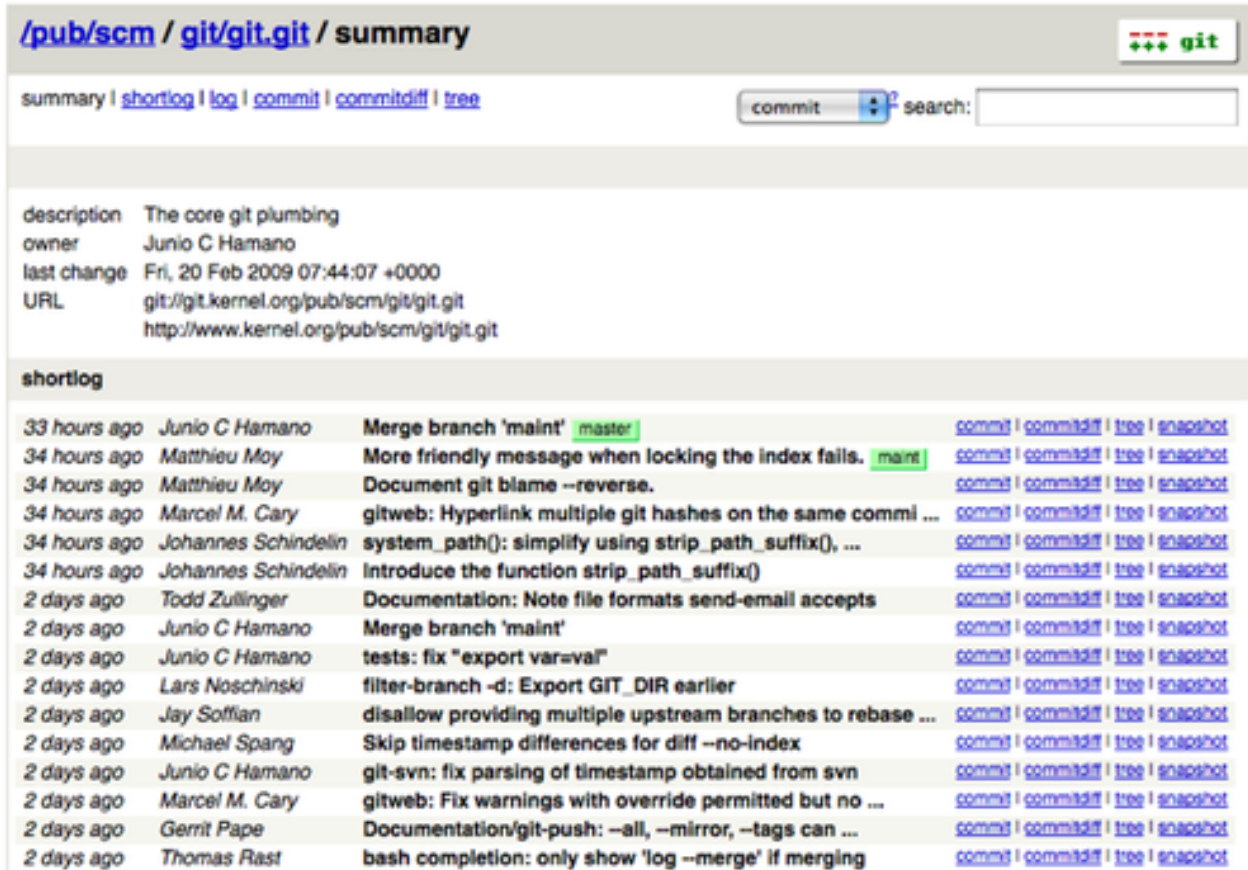 /pub/scm / git/git.git / summary
git
summary | shortlog | log | commit | commitdiff | tree
commit ? search:
description The core git plumbing
owner Junio C Hamano
last change Fri, 20 Feb 2009 07:44:07 +0000
URL git://git.kernel.org/pub/scm/git/git.git
http://www.kernel.org/pub/scm/git/git.git
shortlog
33 hours ago Junio C Hamano Merge branch 'maint' master commit | commitdiff | tree | snapshot
34 hours ago Matthieu Moy More friendly message when locking the index fails. maint commit | commitdiff | tree | snapshot
34 hours ago Matthieu Moy Document git blame --reverse. commit | commitdiff | tree | snapshot
34 hours ago Marcel M. Cary gitweb: Hyperlink multiple git hashes on the same commi ... commit | commitdiff | tree | snapshot
34 hours ago Johannes Schindelin system_path(): simplify using strip_path_suffix(), ... commit | commitdiff | tree | snapshot
34 hours ago Johannes Schindelin Introduce the function strip_path_suffix() commit | commitdiff | tree | snapshot
2 days ago Todd Zullinger Documentation: Note file formats send-email accepts commit | commitdiff | tree | snapshot
2 days ago Junio C Hamano Merge branch 'maint' commit | commitdiff | tree | snapshot
2 days ago Junio C Hamano tests: fix "export var=val" commit | commitdiff | tree | snapshot
2 days ago Lars Noschinski filter-branch -d: Export GIT_DIR earlier commit | commitdiff | tree | snapshot
2 days ago Jay Soffian disallow providing multiple upstream branches to rebase ... commit | commitdiff | tree | snapshot
2 days ago Michael Spang Skip timestamp differences for diff --no-index commit | commitdiff | tree | snapshot
2 days ago Junio C Hamano git-svn: fix parsing of timestamp obtained from svn commit | commitdiff | tree | snapshot
2 days ago Marcel M. Cary gitweb: Fix warnings with override permitted but no ... commit | commitdiff | tree | snapshot
2 days ago Gerrit Pape Documentation/git-push: --all, --mirror, --tags can ... commit | commitdiff | tree | snapshot
2 days ago Thomas Rast bash completion: only show 'log --merge' if merging commit | commitdiff | tree | snapshot